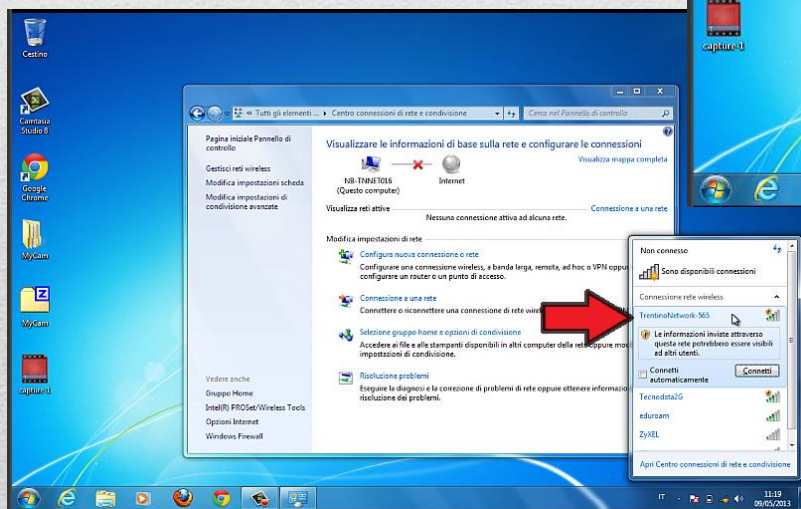 Cestino
Camtasia
Studio 8
Google
Chrome
MyCam
MyCam
capture-1
capture-1
Tutti gli elementi ... Centro connessioni di rete e condivisione
Cerca nel Pannello di controllo
Pagina iniziale Pannello di
controllo
Gestisci reti wireless
Modifica impostazioni scheda
Modifica impostazioni di
condivisione avanzate
Vedere anche
Gruppo Home
Intel(R) PROSet/Wireless Tools
Opzioni Internet
Windows Firewall
Visualizzare le informazioni di base sulla rete e configurare le connessioni
Visualizza mappa completa
NB-TNNET016
(Questo computer)
Internet
Visualizza reti attive
Connessione a una rete
Nessuna connessione attiva ad alcuna rete.
Modifica impostazioni di rete
Configura nuova connessione o rete
Configurare una connessione wireless, a banda larga, remota, ad hoc o VPN oppu
configurare un router o un punto di accesso.
Connessione a una rete
Connettere o riconnettere una connessione di rete
Selezione gruppo home e opzioni di condivisione
Accedere ai file e alle stampanti disponibili in altri computer della rete oppure
impostazioni di condivisione.
Risoluzione problemi
Eseguire la diagnosi e la correzione di problemi di rete oppure ottenere
risoluzione dei problemi.
Non connesso
Sono disponibili connessioni
Connessione rete wireless
TrentinoNetwork-S65
Le informazioni inviate attraverso
questa rete potrebbero essere visibili
ad altri utenti.
Connetti
automaticamente
Connetti
Tecnodata2G
eduroam
ZyXEL
Apri Centro connessioni di rete e condivisione
IT
11:19
09/05/2013